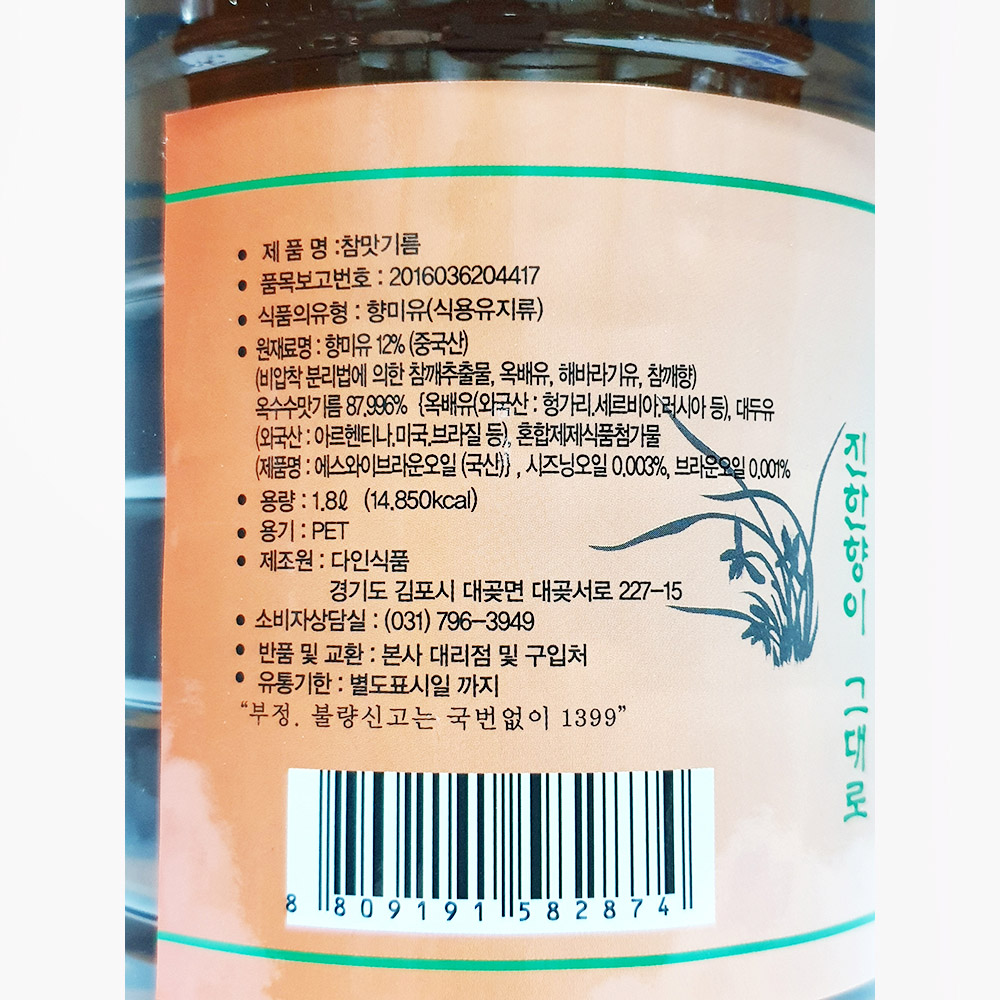 • 제 품 명 :참맛기름
• 품목보고번호 : 2016036204417
• 식품의유형 : 향미유(식용유지류)
• 원재료명 : 향미유 12% (중국산)
(비압착 분리법에 의한 참깨추출물, 옥배유, 해바라기유, 참깨향)
옥수수맛기름 87.996% {옥배유(외국산 : 헝가리.세르비아.러시아 등), 대두유
(외국산 : 아르헨티나.미국.브라질 등), 혼합제제식품첨가물
(제품명 : 에스와이브라운오일 (국산)} , 시즈닝오일 0.003%, 브라운오일 0.001%
• 용량 : 1.8ℓ (14.850kcal)
• 용기 : PET
• 제조원 : 다인식품
경기도 김포시 대곶면 대곶서로 227-15
• 소비자상담실 : (031) 796-3949
• 반품 및 교환 : 본사 대리점 및 구입처
• 유통기한 : 별도표시일 까지
“부정. 불량신고는 국번없이 1399”
8 809191 582874
진한향이 그대로